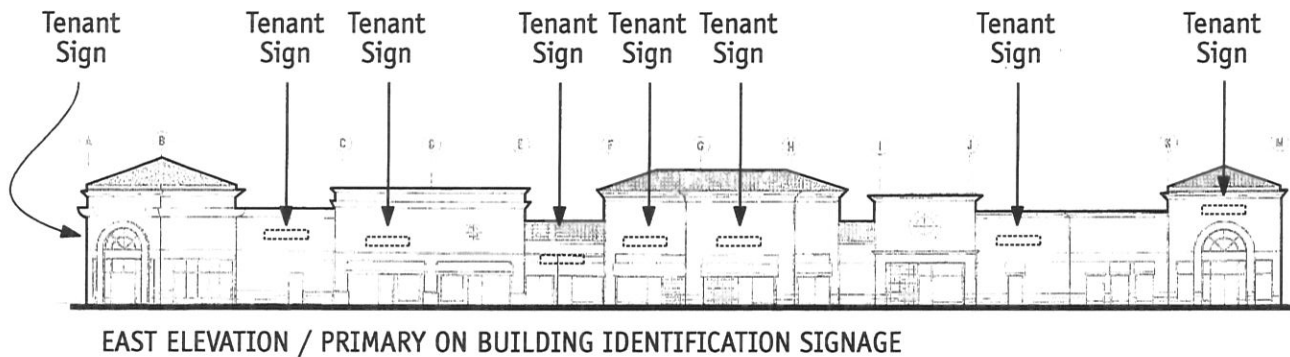 Tenant
Sign
Tenant
Sign
Tenant
Sign
Tenant
Sign
Tenant
Sign
Tenant
Sign
Tenant
Sign
Tenant
Sign
A
B
C
E
F
G
H
I
J
EAST ELEVATION / PRIMARY ON BUILDING IDENTIFICATION SIGNAGE